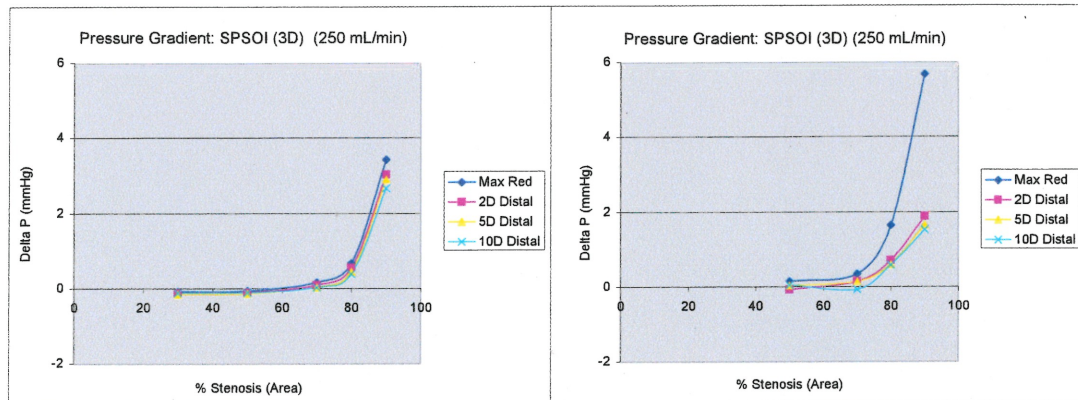 Pressure Gradient: SPSOI (3D) (250 mL/min)
6
4
2
0
-2
0
20
40
60
80
100
Delta P (mmHg)
% Stenosis (Area)
Max Red
2D Distal
5D Distal
10D Distal
Pressure Gradient: SPSOI (3D) (250 mL/min)
6
4
2
0
-2
0
20
40
60
80
100
Delta P (mmHg)
% Stenosis (Area)
Max Red
2D Distal
5D Distal
10D Distal